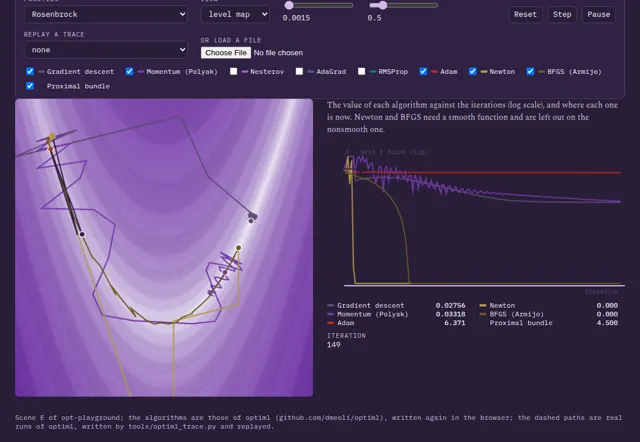 Rosenbrock
level map
0.0015
0.5
Reset
Step
Pause
REPLAY A TRACE
OR LOAD A FILE
none
Choose File No file chosen
Gradient descent Momentum (Polyak) Nesterov AdaGrad RMSProp Adam Newton BFGS (Armijo)
Proximal bundle
The value of each algorithm against the iterations (log scale), and where each one
is now. Newton and BFGS need a smooth function and are left out on the
nonsmooth one.
iteration
Gradient descent 0.02756
Momentum (Polyak) 0.03318
Adam 6.371
Newton 0.000
BFGS (Armijo) 0.000
Proximal bundle 4.500
ITERATION
149
Scene E of opt-playground; the algorithms are those of optiml (github.com/dmeoli/optiml), written again in the browser; the dashed paths are real
runs of optiml, written by tools/optiml_trace.py and replayed.